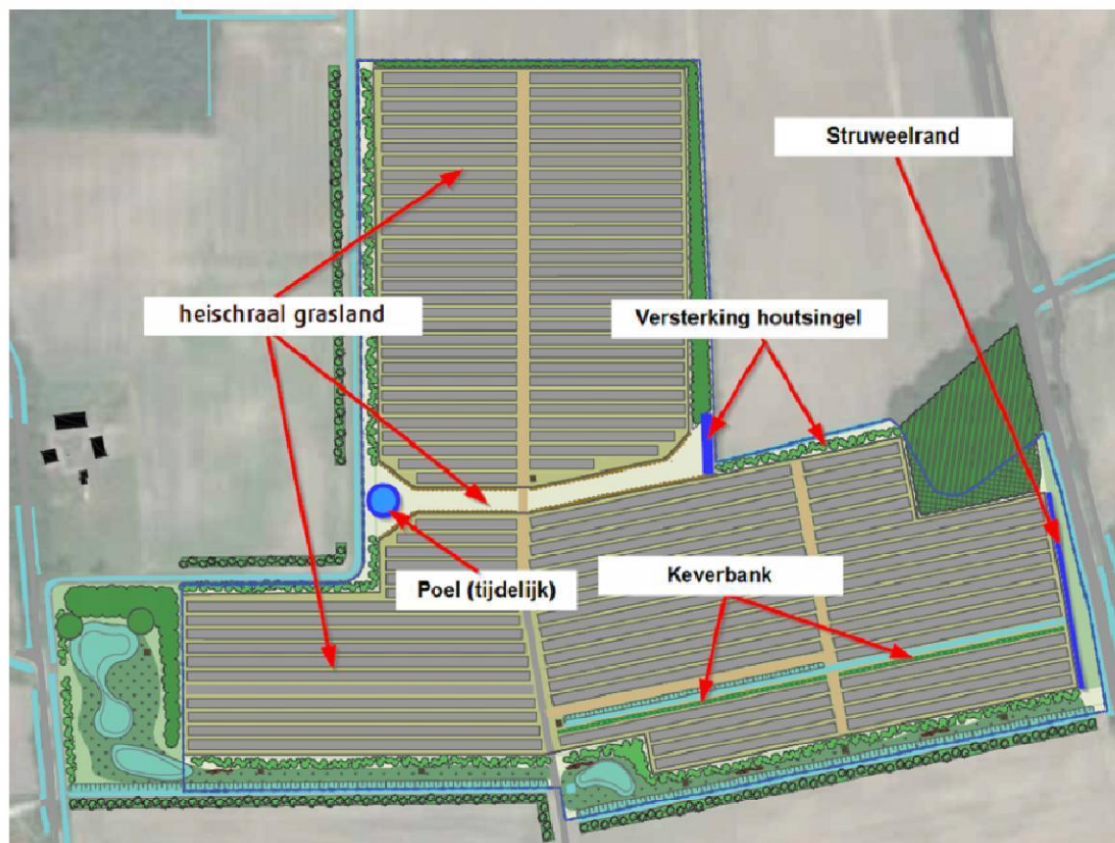 Struweelrand
heischraal grasland
Versterking houtsingel
Poel (tijdelijk)
Keverbank